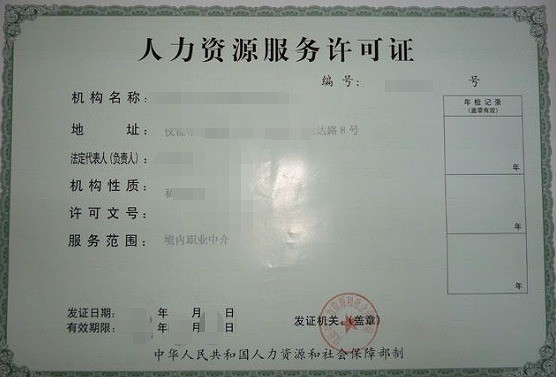 人力资源服务许可证
编号: 号
机构名称:
地址: 达路8号
法定代表人(负责人):
机构性质:
许可文号:
服务范围: 境内职业中介
年检记录
(盖章有效)
年
年
年
发证日期: 年 月 日
有效期限: 年 月 日
发证机关:(盖章)
中华人民共和国人力资源和社会保障部制